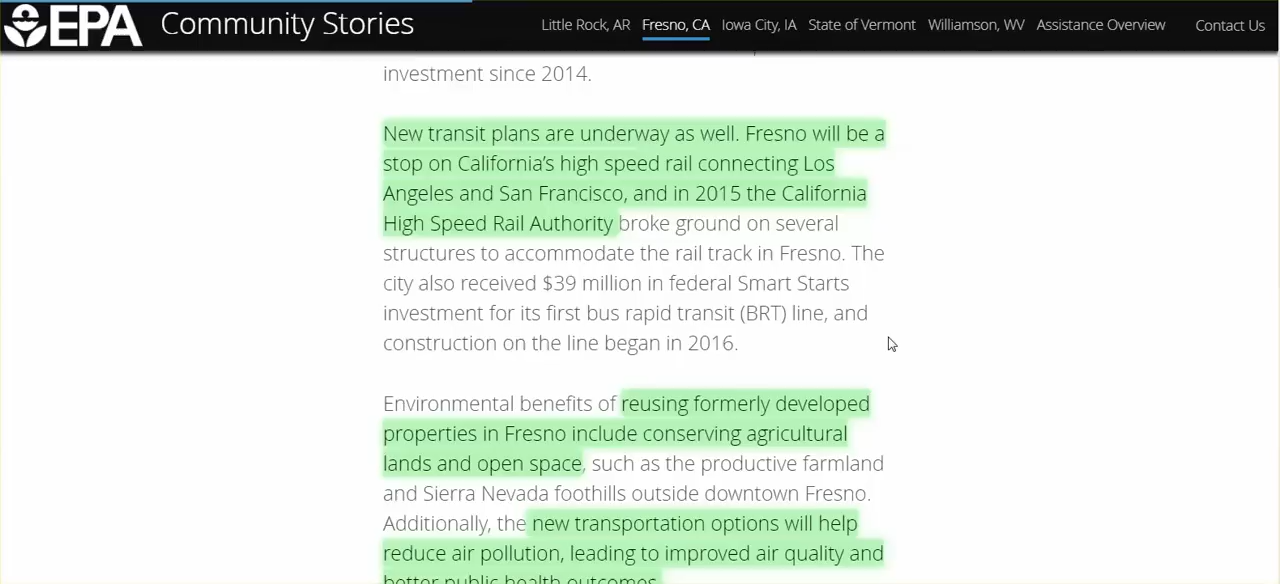 EPA Community Stories Little Rock, AR Fresno, CA Iowa City, IA State of Vermont Williamson, WV Assistance Overview Contact Us
investment since 2014.
New transit plans are underway as well. Fresno will be a
stop on California’s high speed rail connecting Los
Angeles and San Francisco, and in 2015 the California
High Speed Rail Authority broke ground on several
structures to accommodate the rail track in Fresno. The
city also received $39 million in federal Smart Starts
investment for its first bus rapid transit (BRT) line, and
construction on the line began in 2016.
Environmental benefits of reusing formerly developed
properties in Fresno include conserving agricultural
lands and open space, such as the productive farmland
and Sierra Nevada foothills outside downtown Fresno.
Additionally, the new transportation options will help
reduce air pollution, leading to improved air quality and
better public health outcomes.